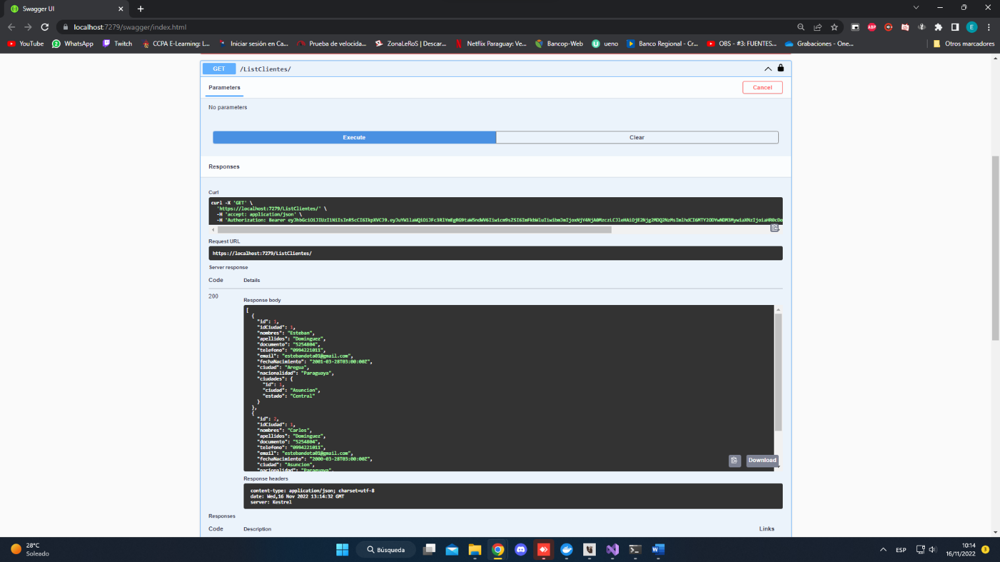 Swagger UI
localhost:7279/swagger/index.html
YouTube
WhatsApp
Twitch
CCPA E-Learning: L...
Iniciar sesión en Ca...
Prueba de velocida...
ZonaLeRoS | Descar...
Netflix Paraguay: Ve...
Bancop-Web
ueno
Banco Regional - Cr...
OBS - #3: FUENTES...
Grabaciones - One...
Otros marcadores
GET /ListClientes/
Parameters
Cancel
No parameters
Execute
Clear
Responses
Curl
curl -X 'GET' \
'https://localhost:7279/ListClientes/' \
-H 'accept: application/json' \
-H 'Authorization: Bearer
Request URL
https://localhost:7279/ListClientes/
Server response
Code Details
200
Response body
[
{
"id": 1,
"idCiudad": 1,
"nombres": "Esteban",
"apellidos": "Dominguez",
"documento": "5254804",
"telefono": "0994221011",
"email": "estebandota01@gmail.com",
"fechaNacimiento": "2001-03-28T03:00:00Z",
"ciudad": "Aregua",
"nacionalidad": "Paraguaya",
"ciudades": {
"id": 1,
"ciudad": "Asuncion",
"estado": "Central"
}
},
{
"id": 2,
"idCiudad": 1,
"nombres": "Carlos",
"apellidos": "Dominguez",
"documento": "5254804",
"telefono": "0994221011",
"email": "estebandota01@gmail.com",
"fechaNacimiento": "2000-03-28T03:00:00Z",
"ciudad": "Asuncion",
"nacionalidad": "Paraguaya",
Download
Response headers
content-type: application/json; charset=utf-8
date: Wed,16 Nov 2022 13:14:32 GMT
server: Kestrel
Responses
Code Description Links
28°C
Soleado
Búsqueda
ESP
10:14
16/11/2022
3